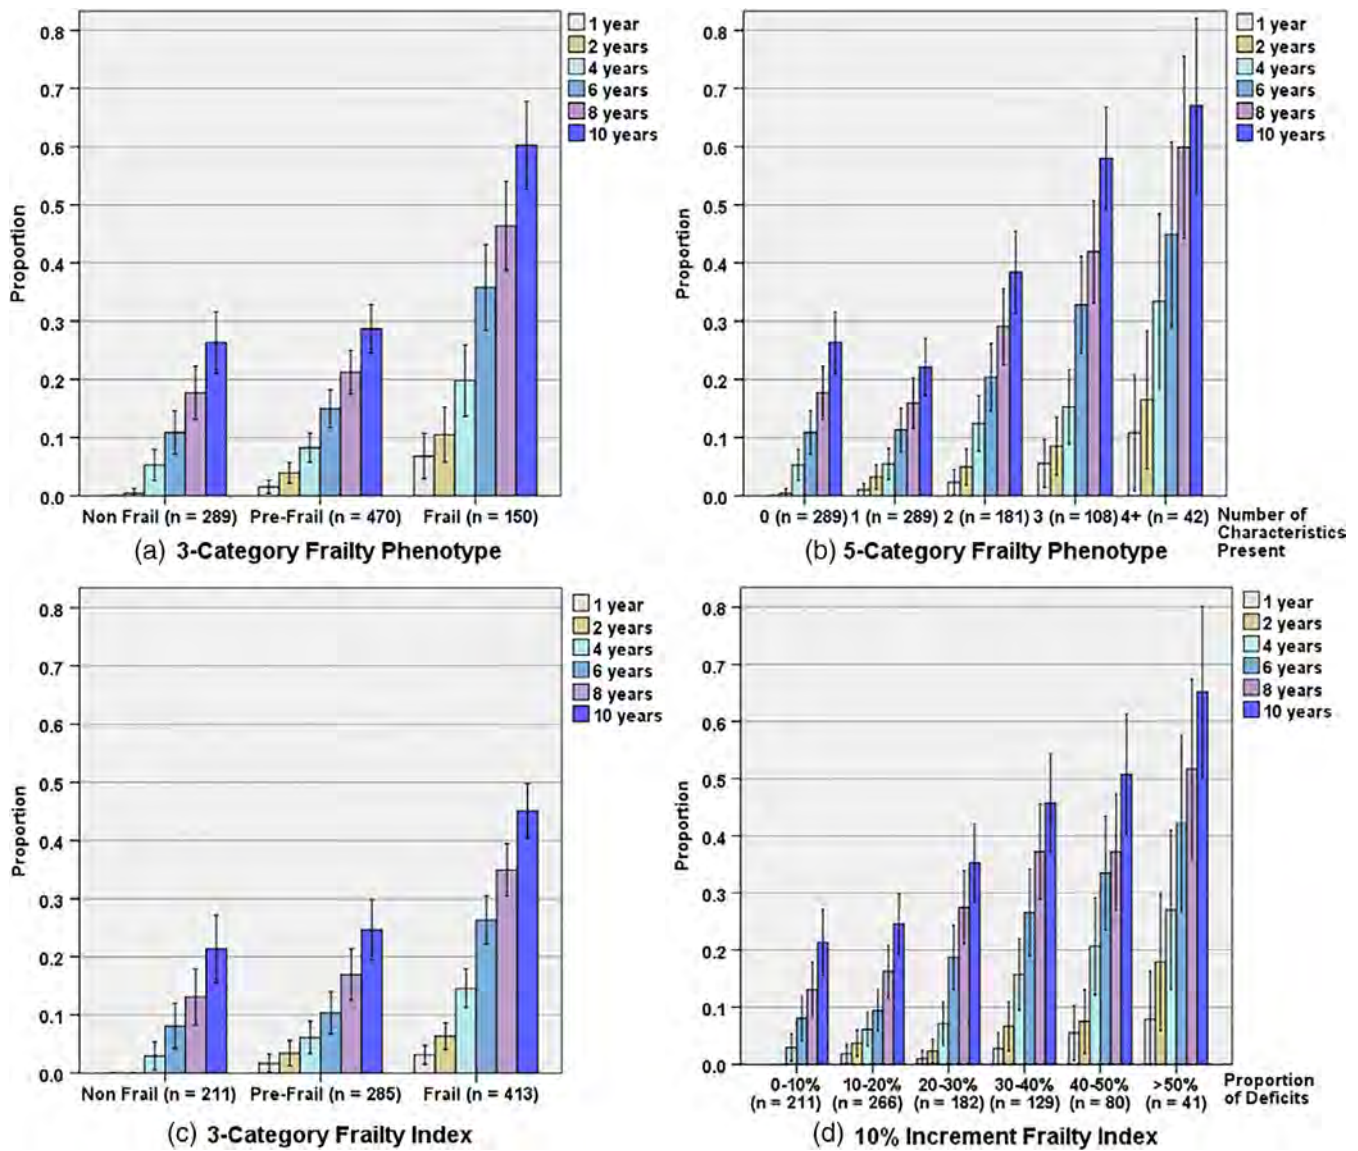 0.8
0.7
0.6
0.5
0.4
0.3
0.2
0.1
0.0
Proportion
1 year
2 years
4 years
6 years
8 years
10 years
Non Frail (n = 289) Pre-Frail (n = 470) Frail (n = 150)
(a) 3-Category Frailty Phenotype
0.8
0.7
0.6
0.5
0.4
0.3
0.2
0.1
0.0
Proportion
1 year
2 years
4 years
6 years
8 years
10 years
0 (n = 289) 1 (n = 289) 2 (n = 181) 3 (n = 108) 4+ (n = 42)
Number of
Characteristics
Present
(b) 5-Category Frailty Phenotype
0.8
0.7
0.6
0.5
0.4
0.3
0.2
0.1
0.0
Proportion
1 year
2 years
4 years
6 years
8 years
10 years
Non Frail (n = 211) Pre-Frail (n = 285) Frail (n = 413)
(c) 3-Category Frailty Index
0.8
0.7
0.6
0.5
0.4
0.3
0.2
0.1
0.0
Proportion
1 year
2 years
4 years
6 years
8 years
10 years
0-10% 10-20% 20-30% 30-40% 40-50% >50%
(n = 211) (n = 266) (n = 182) (n = 129) (n = 80) (n = 41)
Proportion
of Deficits
(d) 10% Increment Frailty Index